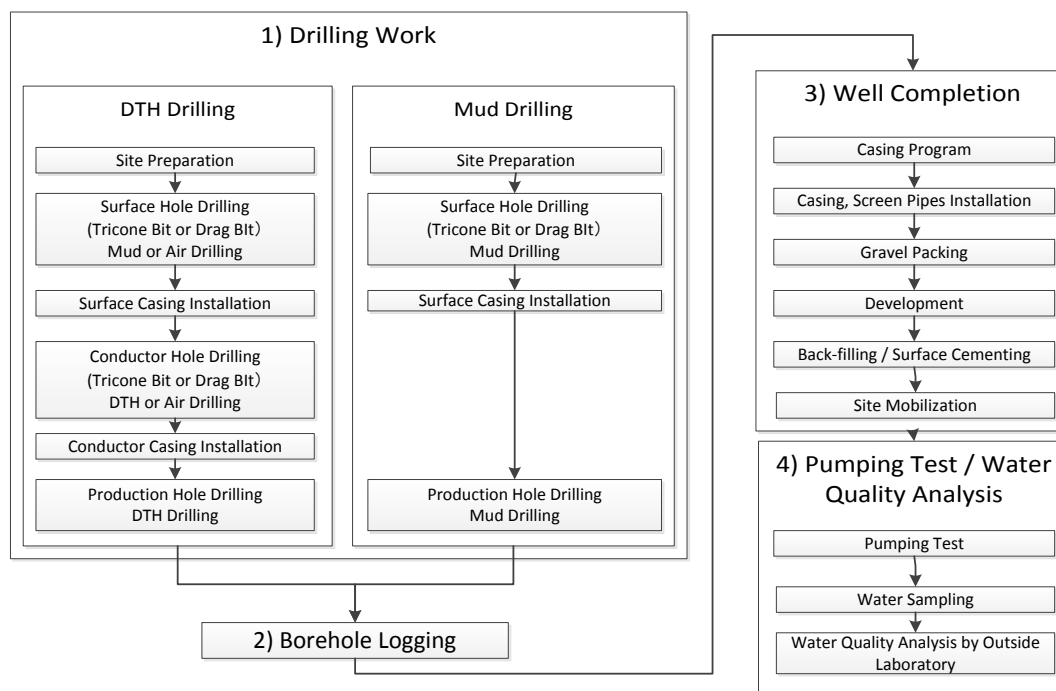 1) Drilling Work
DTH Drilling
Site Preparation
Surface Hole Drilling
(Tricone Bit or Drag BIt)
Mud or Air Drilling
Surface Casing Installation
Conductor Hole Drilling
(Tricone Bit or Drag BIt)
DTH or Air Drilling
Conductor Casing Installation
Production Hole Drilling
DTH Drilling
Mud Drilling
Site Preparation
Surface Hole Drilling
(Tricone Bit or Drag BIt)
Mud Drilling
Surface Casing Installation
Production Hole Drilling
Mud Drilling
2) Borehole Logging
3) Well Completion
Casing Program
Casing, Screen Pipes Installation
Gravel Packing
Development
Back-filling / Surface Cementing
Site Mobilization
4) Pumping Test / Water
Quality Analysis
Pumping Test
Water Sampling
Water Quality Analysis by Outside
Laboratory